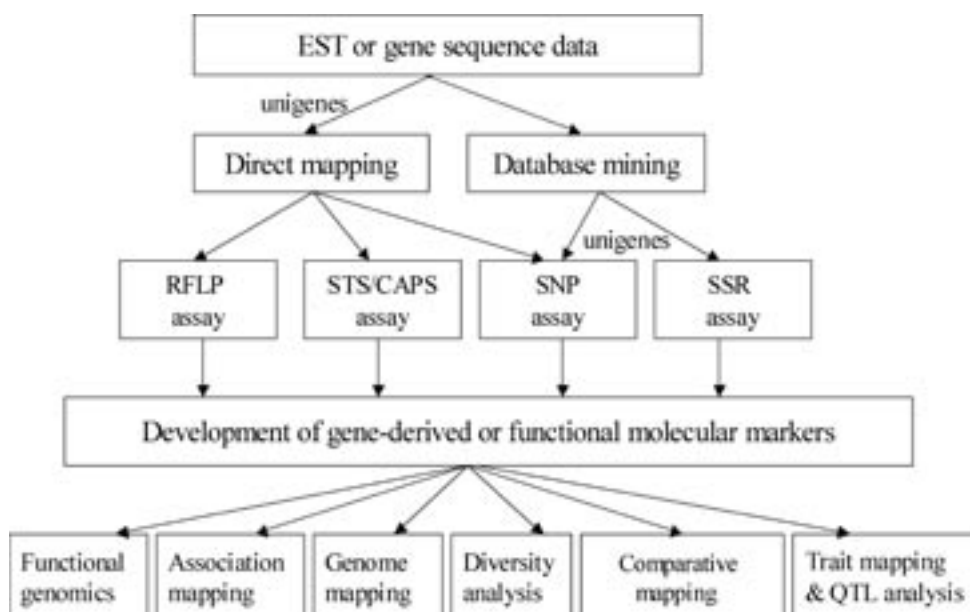 EST or gene sequence data
unigenes
Direct mapping
Database mining
unigenes
RFLP
assay
STS/CAPS
assay
SNP
assay
SSR
assay
Development of gene-derived or functional molecular markers
Functional
genomics
Association
mapping
Genome
mapping
Diversity
analysis
Comparative
mapping
Trait mapping
& QTL analysis